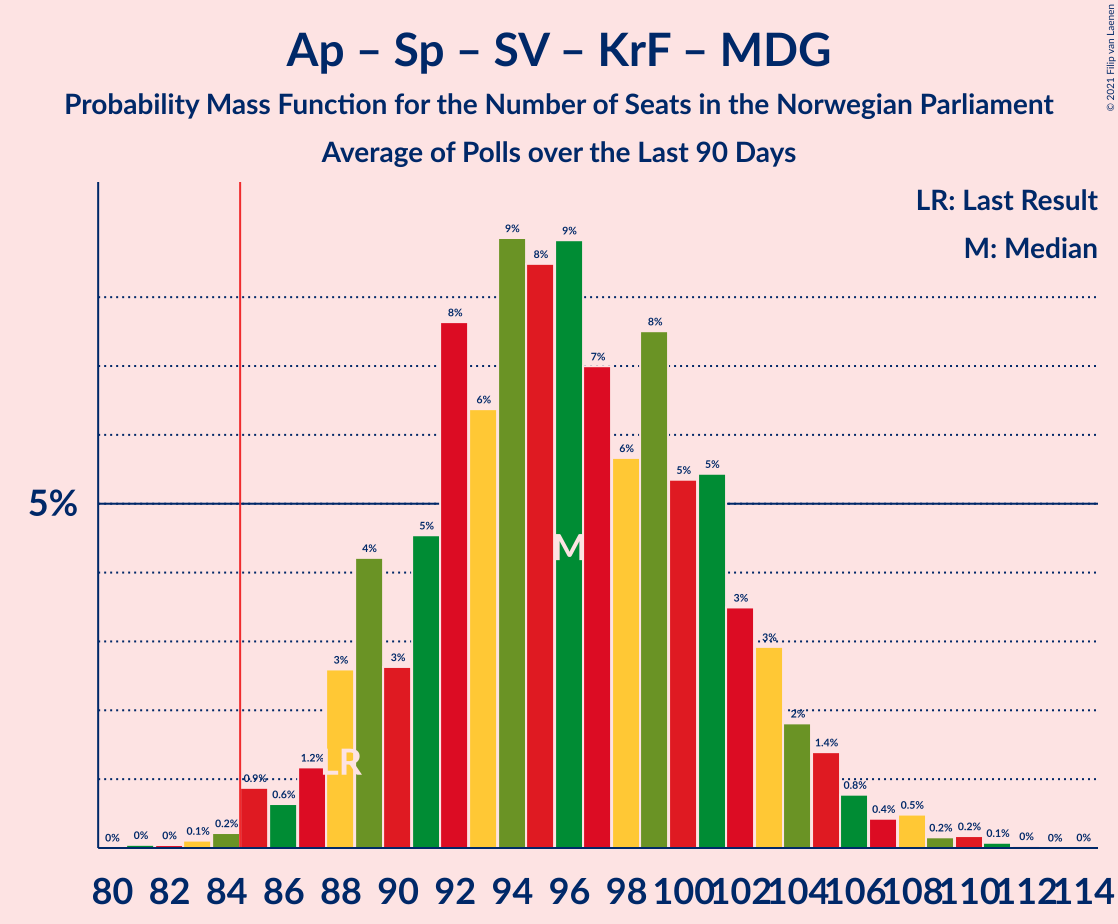 Ap – Sp – SV – KrF – MDG
Probability Mass Function for the Number of Seats in the Norwegian Parliament
Average of Polls over the Last 90 Days
© 2021 Filip van Laenen
LR: Last Result
M: Median
5%
0% 0% 0% 0.1% 0.2% 0.9% 0.6% 1.2% 3% 4% 3% 5% 8% 6% 9% 8% 9% 7% 6% 8% 5% 5% 3% 3% 2% 1.4% 0.8% 0.4% 0.5% 0.2% 0.2% 0.1% 0% 0% 0%
M
LR
80 82 84 86 88 90 92 94 96 98 100 102 104 106 108 110 112 114